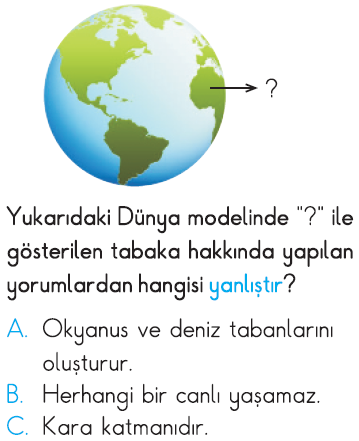 ?
Yukarıdaki Dünya modelinde "?" ile
gösterilen tabaka hakkında yapılan
yorumlardan hangisi yanlıştır?
A. Okyanus ve deniz tabanlarını
oluşturur.
B. Herhangi bir canlı yaşamaz.
C. Kara katmanıdır.